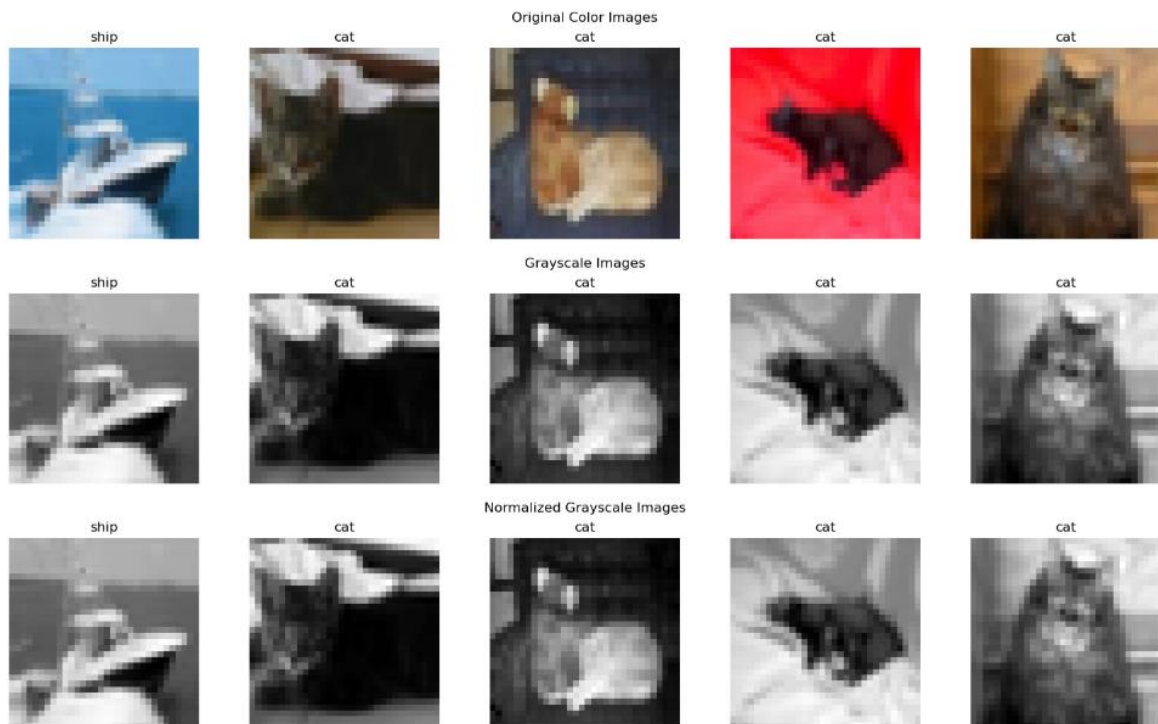 Original Color Images
ship cat cat cat cat
Grayscale Images
ship cat cat cat cat
Normalized Grayscale Images
ship cat cat cat cat